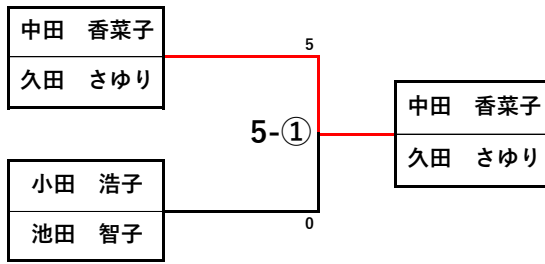 中田　香菜子
久田　さゆり
5
5-①
中田　香菜子
久田　さゆり
小田　浩子
池田　智子
0